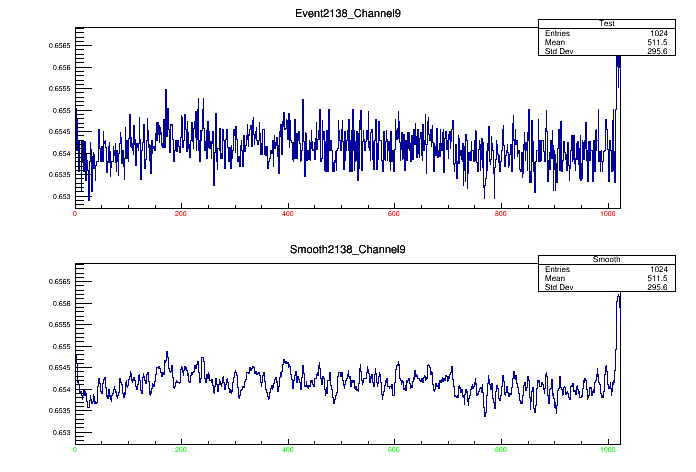 Event2138_Channel9
Test
Entries 1024
Mean 511.5
Std Dev 295.6
0.6565
0.656
0.6555
0.655
0.6545
0.654
0.6535
0.653
0 200 400 600 800 1000
Smooth2138_Channel9
Smooth
Entries 1024
Mean 511.5
Std Dev 295.6
0.6565
0.656
0.6555
0.655
0.6545
0.654
0.6535
0.653
0 200 400 600 800 1000